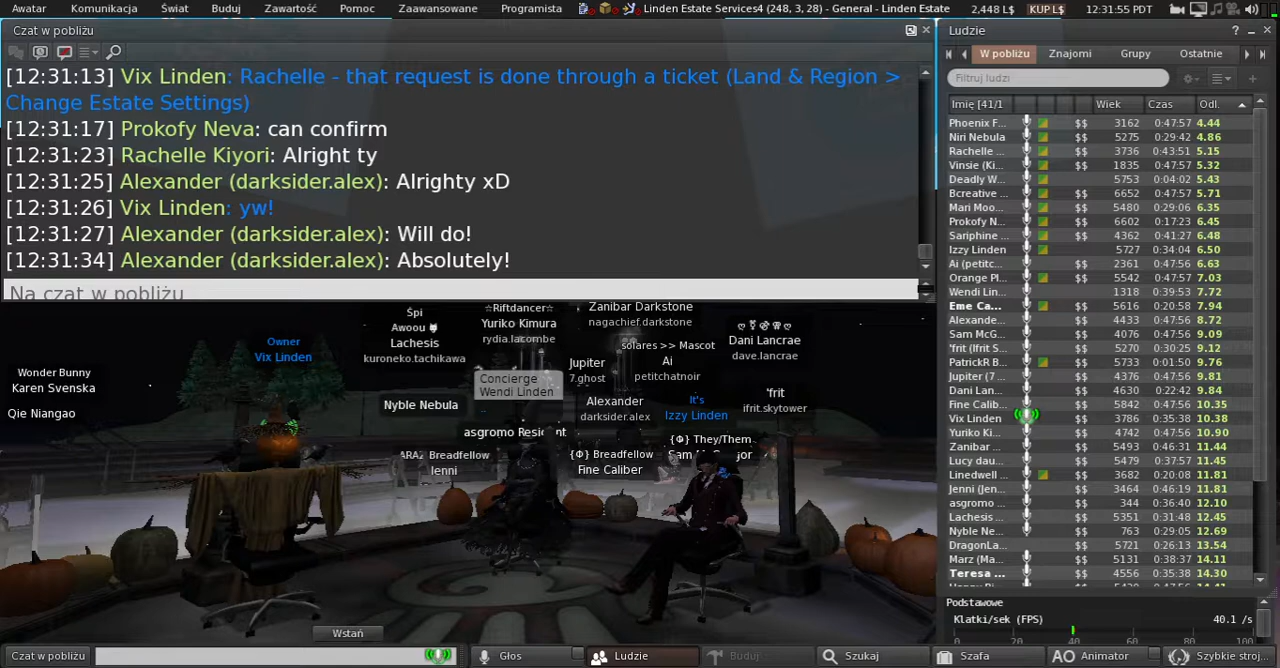 Awatar Komunikacja Świat Buduj Zawartość Pomoc Zaawansowane Programista Linden Estate Services4 (248, 3, 28) - General - Linden Estate 2,448 L$ KUP L$ 12:31:55 PDT
Czat w pobliżu
[12:31:13] Vix Linden: Rachelle - that request is done through a ticket (Land & Region >
Change Estate Settings)
[12:31:17] Prokofy Neva: can confirm
[12:31:23] Rachelle Kiyori: Alright ty
[12:31:25] Alexander (darksider.alex): Alrighty xD
[12:31:26] Vix Linden: yw!
[12:31:27] Alexander (darksider.alex): Will do!
[12:31:34] Alexander (darksider.alex): Absolutely!
Na czat w pobliżu
Owner
Vix Linden
Wonder Bunny
Karen Svenska
Qie Niangao
Śpi
Awoou
Lachesis
kuroneko.tachikawa
☆Riftdancer☆
Yuriko Kimura
rydia.lacombe
Zanibar Darkstone
nagachief.darkstone
solares >> Mascot
Ai
petitchatnoir
Dani Lancrae
dave.lancrae
Jupiter
7.ghost
Concierge
Wendi Linden
Nyble Nebula
Alexander
darksider.alex
It's
Izzy Linden
'frit
ifrit.skytower
asgromo Resident
Breadfellow
Jenni
{Φ} Breadfellow
Fine Caliber
{Φ} They/Them
Wstań
Ludzie
W pobliżu Znajomi Grupy Ostatnie
Filtruj ludzi
Imię [41/1 Wiek Czas Odl.
Phoenix F... $$ 3162 0:47:57 4.44
Niri Nebula $$ 5275 0:29:42 4.86
Rachelle ... $$ 3736 0:43:51 5.15
Vinsie (Ki... $$ 1835 0:47:57 5.32
Deadly W... 5753 0:04:02 5.43
Bcreative ... $$ 6652 0:47:57 5.71
Mari Moo... $$ 5480 0:29:06 6.35
Prokofy N... $$ 6602 0:17:23 6.45
Sariphine ... $$ 4362 0:41:27 6.48
Izzy Linden 5727 0:34:04 6.50
Ai (petitc... $$ 2361 0:47:56 6.63
Orange Pl... $$ 5542 0:47:57 7.03
Wendi Lin... 1318 0:39:53 7.72
Eme Ca... $$ 5616 0:20:58 7.94
Alexande... $$ 4433 0:47:56 8.72
Sam McG... $$ 4076 0:47:56 9.09
'frit (Ifrit S... $$ 5270 0:30:25 9.12
PatrickR B... $$ 5733 0:01:50 9.76
Jupiter (7 ... $$ 4376 0:47:56 9.81
Dani Lan... $$ 4630 0:22:42 9.84
Fine Calib... $$ 5842 0:47:56 10.35
Vix Linden $$ 3786 0:35:38 10.38
Yuriko Ki... $$ 4742 0:47:56 10.90
Zanibar ... $$ 5493 0:46:31 11.44
Lucy dau... $$ 5479 0:37:57 11.45
Linedwell ... $$ 3682 0:20:08 11.81
Jenni (Jen... $$ 3464 0:46:19 11.81
asgromo ... $$ 344 0:36:40 12.10
Lachesis ... $$ 5351 0:31:48 12.45
Nyble Ne... $$ 763 0:29:05 12.69
DragonLa... 5721 0:26:13 13.54
Marz (Ma... $$ 5131 0:38:37 14.11
Teresa ... $$ 4556 0:35:38 14.30
Podstawowe
Klatki/sek (FPS) 40.1 /s
0 20 40 60 80 100
Czat w pobliżu Głos Ludzie Buduj Szukaj Szafa AO Animator Szybkie stroj...